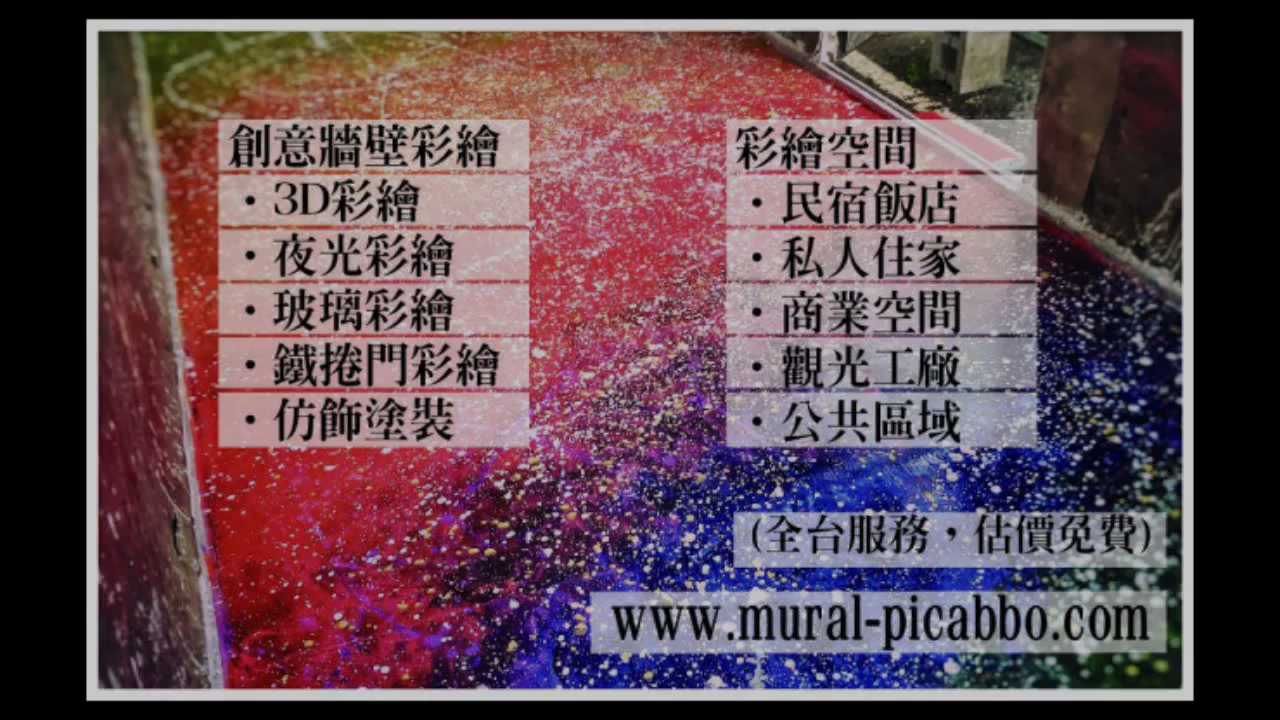 創意牆壁彩繪
・3D彩繪
・夜光彩繪
・玻璃彩繪
・鐵捲門彩繪
・仿飾塗裝
彩繪空間
・民宿飯店
・私人住家
・商業空間
・觀光工廠
・公共區域
(全台服務，估價免費)
www.mural-picabbo.com